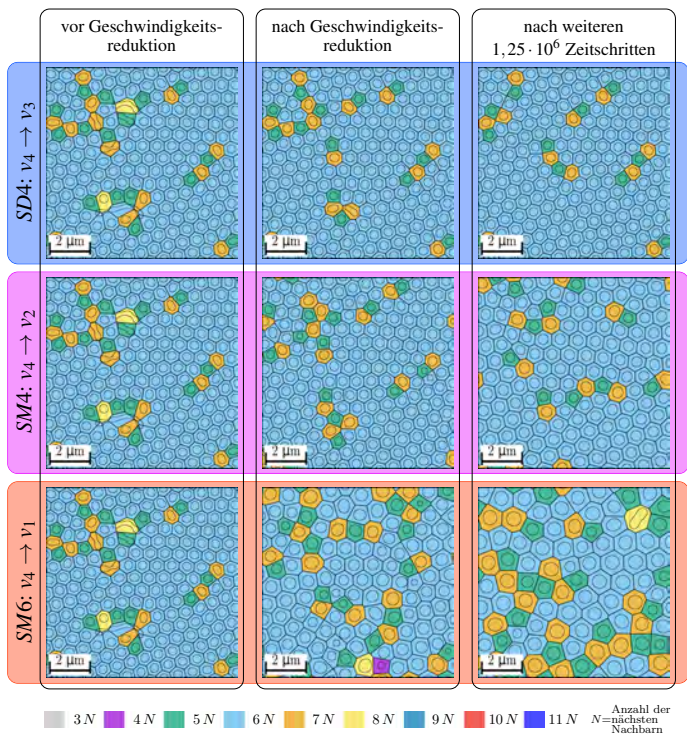 vor Geschwindigkeits-
reduktion
nach Geschwindigkeits-
reduktion
nach weiteren
1,25·10⁶ Zeitschritten
SD4: v₄ → v₃
2 µm
2 µm
2 µm
SM4: v₄ → v₂
2 µm
2 µm
2 µm
SM6: v₄ → v₁
2 µm
2 µm
2 µm
3 N 4 N 5 N 6 N 7 N 8 N 9 N 10 N 11 N N= Anzahl der
nächsten
Nachbarn